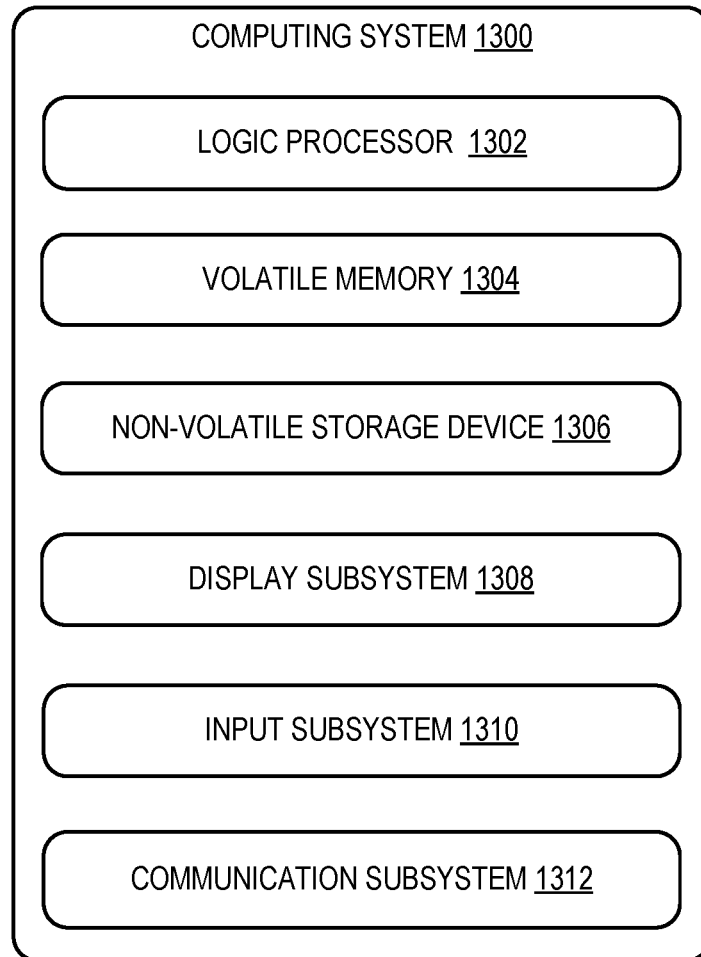 COMPUTING SYSTEM 1300
LOGIC PROCESSOR 1302
VOLATILE MEMORY 1304
NON-VOLATILE STORAGE DEVICE 1306
DISPLAY SUBSYSTEM 1308
INPUT SUBSYSTEM 1310
COMMUNICATION SUBSYSTEM 1312